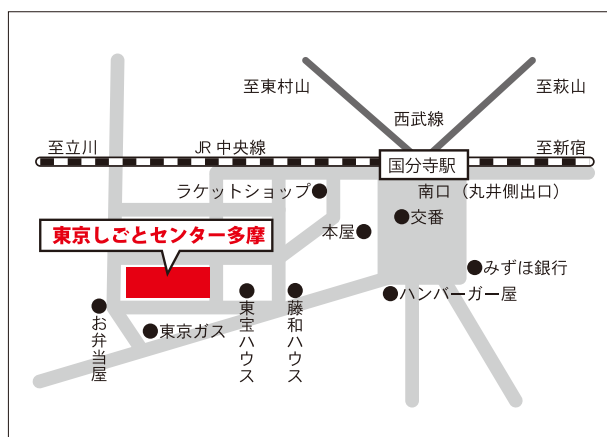 至東村山
至萩山
西武線
至立川
JR中央線
至新宿
国分寺駅
ラケットショップ
南口（丸井側出口）
交番
東京しごとセンター多摩
本屋
みずほ銀行
ハンバーガー屋
お弁当屋
東京ガス
東宝ハウス
藤和ハウス